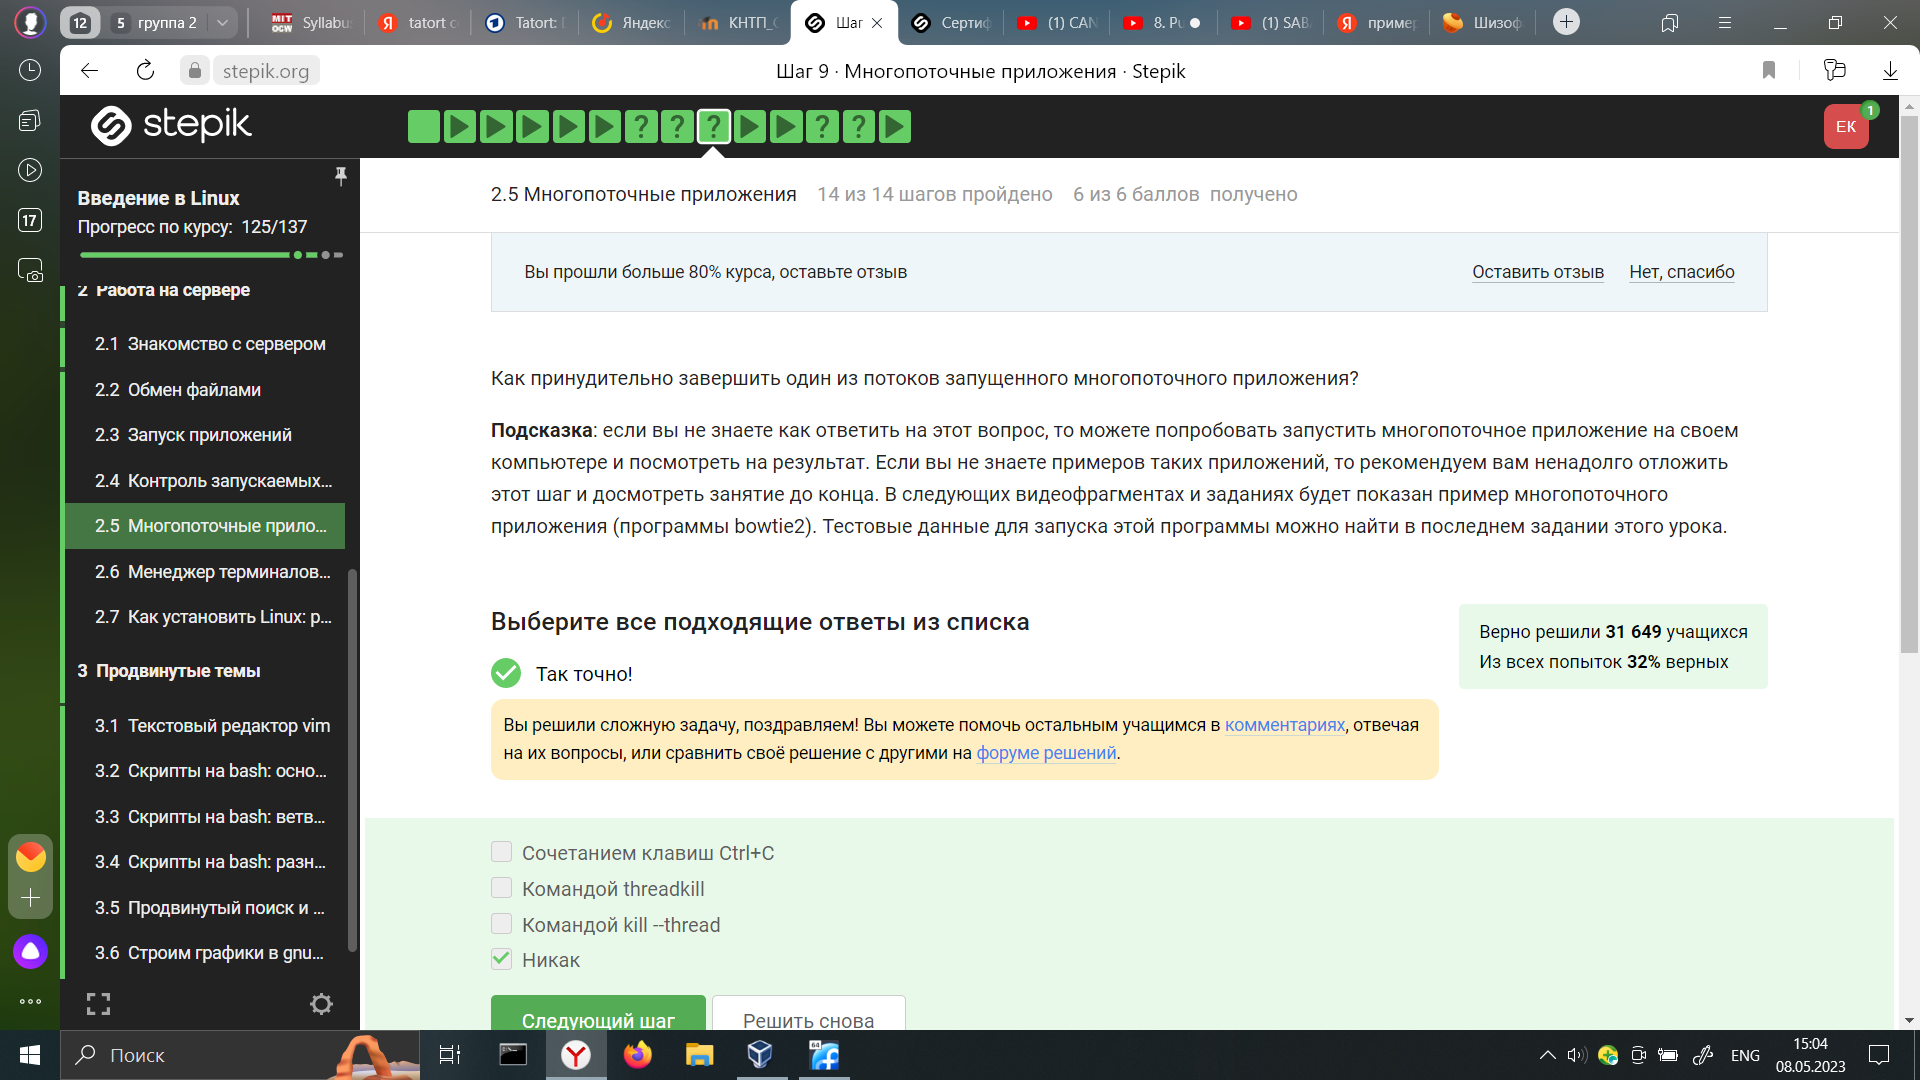 12
5 группа 2
MIT OCW Syllabu
tatort c
Tatort: 
Яндекс
КНТП_
Шаг
Сертиф
(1) CAN
8. Pu
(1) SAB
пример
Шизоф
stepik.org
Шаг 9 · Многопоточные приложения · Stepik
stepik
? ? ? ? ?
ЕК
1
17
Введение в Linux
Прогресс по курсу: 125/137
2.5 Многопоточные приложения 14 из 14 шагов пройдено 6 из 6 баллов получено
Вы прошли больше 80% курса, оставьте отзыв
Оставить отзыв
Нет, спасибо
2 Работа на сервере
2.1 Знакомство с сервером
2.2 Обмен файлами
2.3 Запуск приложений
2.4 Контроль запускаемых...
2.5 Многопоточные прило...
2.6 Менеджер терминалов...
2.7 Как установить Linux: р...
3 Продвинутые темы
3.1 Текстовый редактор vim
3.2 Скрипты на bash: осно...
3.3 Скрипты на bash: ветв...
3.4 Скрипты на bash: разн...
3.5 Продвинутый поиск и ...
3.6 Строим графики в gnu...
Как принудительно завершить один из потоков запущенного многопоточного приложения?
Подсказка: если вы не знаете как ответить на этот вопрос, то можете попробовать запустить многопоточное приложение на своем
компьютере и посмотреть на результат. Если вы не знаете примеров таких приложений, то рекомендуем вам ненадолго отложить
этот шаг и досмотреть занятие до конца. В следующих видеофрагментах и заданиях будет показан пример многопоточного
приложения (программы bowtie2). Тестовые данные для запуска этой программы можно найти в последнем задании этого урока.
Выберите все подходящие ответы из списка
Верно решили 31 649 учащихся
Из всех попыток 32% верных
Так точно!
Вы решили сложную задачу, поздравляем! Вы можете помочь остальным учащимся в комментариях, отвечая
на их вопросы, или сравнить своё решение с другими на форуме решений.
Сочетанием клавиш Ctrl+C
Командой threadkill
Командой kill --thread
Никак
Следующий шаг
Решить снова
Поиск
64
ENG
15:04
08.05.2023